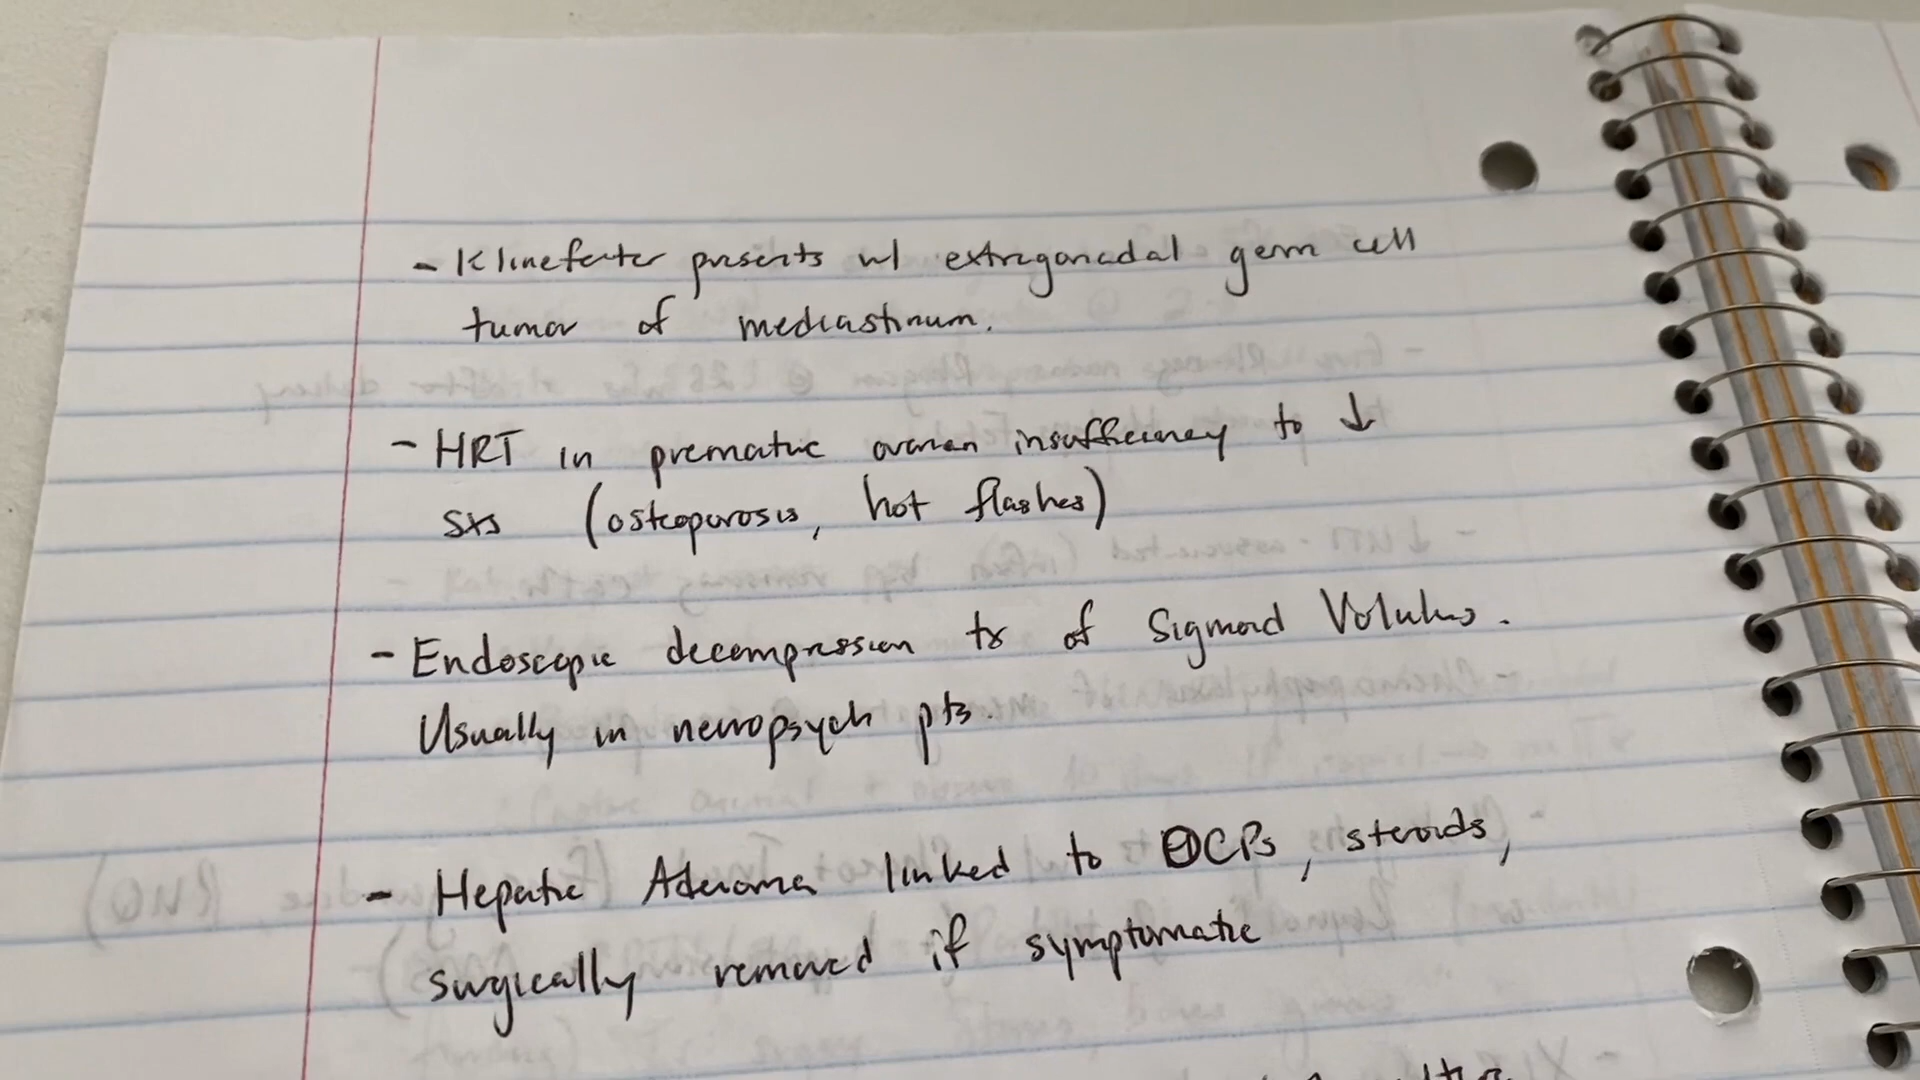 - Klinefelter presents w/ extragonadal germ cell
tumor of mediastinum.
- HRT in premature ovarian insufficiency to ↓
sxs (osteoporosis, hot flashes)
- Endoscopic decompression tx of Sigmoid Volvulus.
Usually in neuropsych pts.
- Hepatic Adenoma linked to OCPs, steroids,
surgically removed if symptomatic